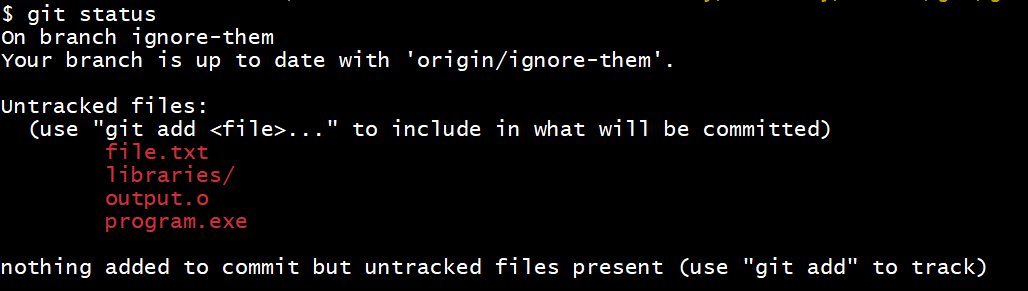 $ git status
On branch ignore-them
Your branch is up to date with 'origin/ignore-them'.
Untracked files:
(use "git add <file>..." to include in what will be committed)
file.txt
libraries/
output.o
program.exe
nothing added to commit but untracked files present (use "git add" to track)